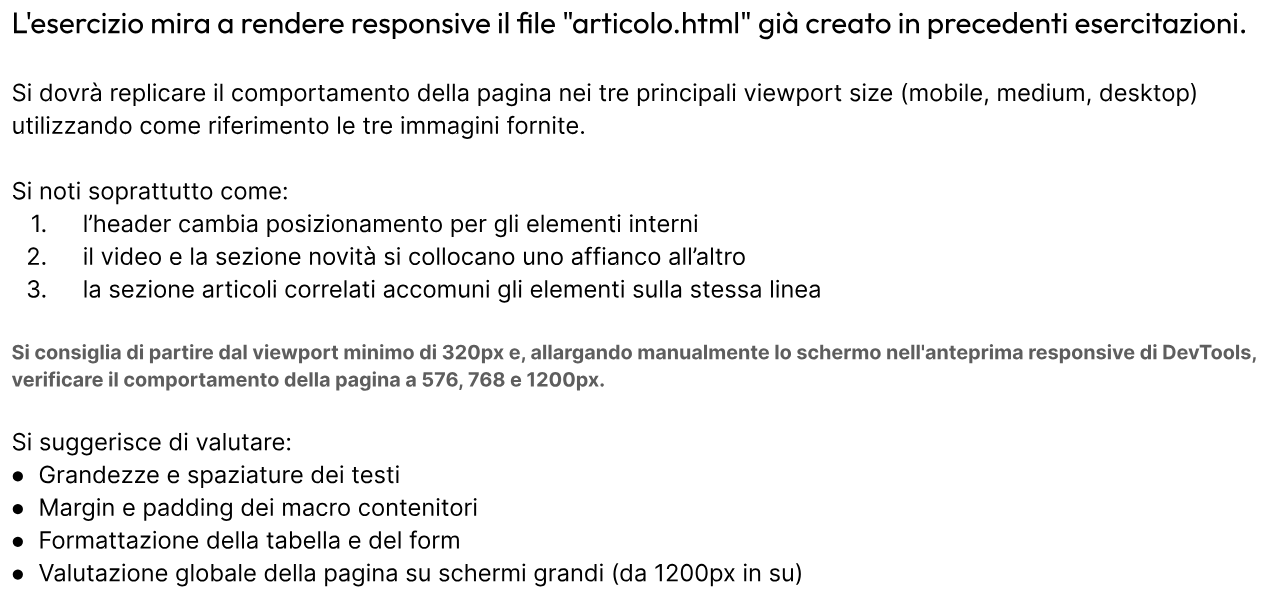 L'esercizio mira a rendere responsive il file "articolo.html" già creato in precedenti esercitazioni.
Si dovrà replicare il comportamento della pagina nei tre principali viewport size (mobile, medium, desktop)
utilizzando come riferimento le tre immagini fornite.
Si noti soprattutto come:
1. l’header cambia posizionamento per gli elementi interni
2. il video e la sezione novità si collocano uno affianco all’altro
3. la sezione articoli correlati accomuni gli elementi sulla stessa linea
Si consiglia di partire dal viewport minimo di 320px e, allargando manualmente lo schermo nell'anteprima responsive di DevTools,
verificare il comportamento della pagina a 576, 768 e 1200px.
Si suggerisce di valutare:
● Grandezze e spaziature dei testi
● Margin e padding dei macro contenitori
● Formattazione della tabella e del form
● Valutazione globale della pagina su schermi grandi (da 1200px in su)